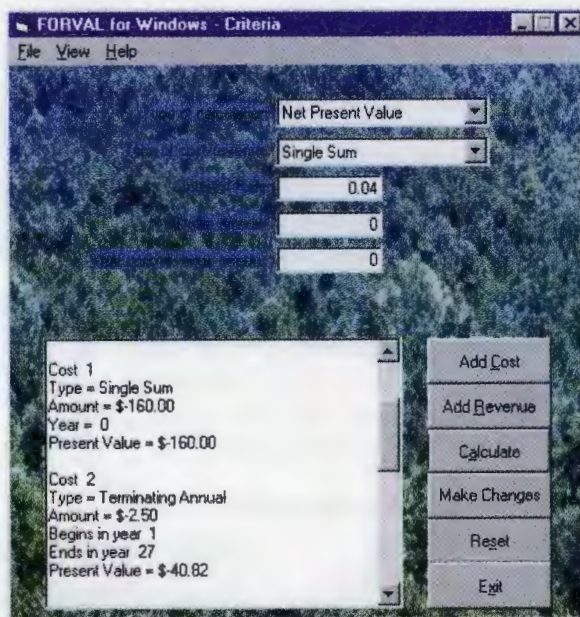 FORVAL for Windows - Criteria
File View Help
Net Present Value
Single Sum
0.04
0
0
Cost 1
Type = Single Sum
Amount = $-160.00
Year = 0
Present Value = $-160.00
Cost 2
Type = Terminating Annual
Amount = $-2.50
Begins in year 1
Ends in year 27
Present Value = $-40.82
Add Cost
Add Revenue
Calculate
Make Changes
Reset
Exit